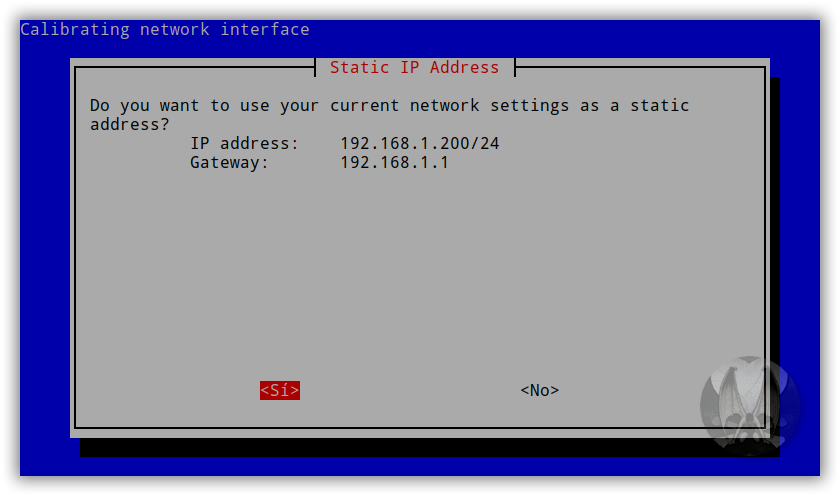 Calibrating network interface
Static IP Address
Do you want to use your current network settings as a static
address?
IP address: 192.168.1.200/24
Gateway: 192.168.1.1
<Sí> <No>